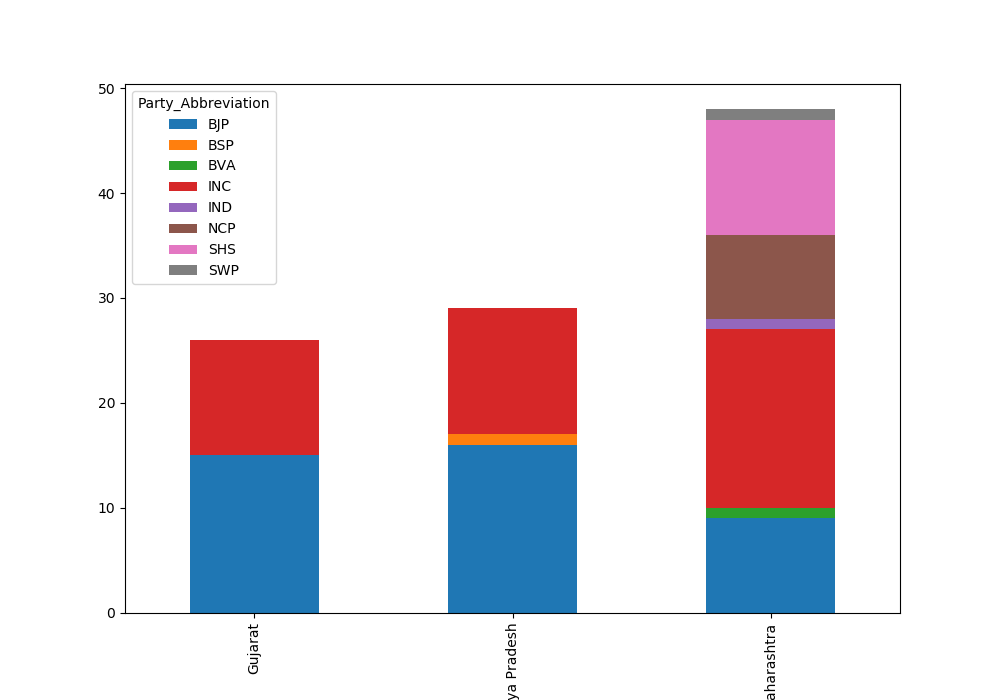 50
40
30
20
10
0
Party_Abbreviation
BJP
BSP
BVA
INC
IND
NCP
SHS
SWP
Gujarat
ya Pradesh
aharashtra